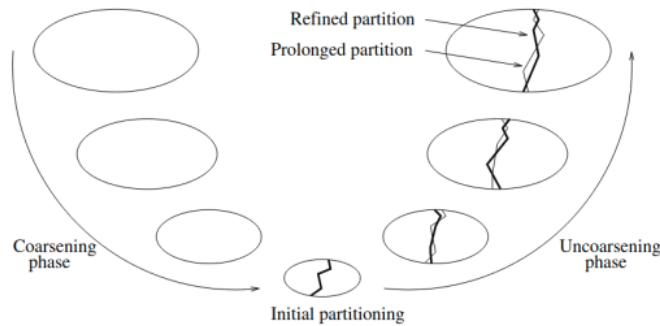 Refined partition
Prolonged partition
Coarsening
phase
Uncoarsening
phase
Initial partitioning